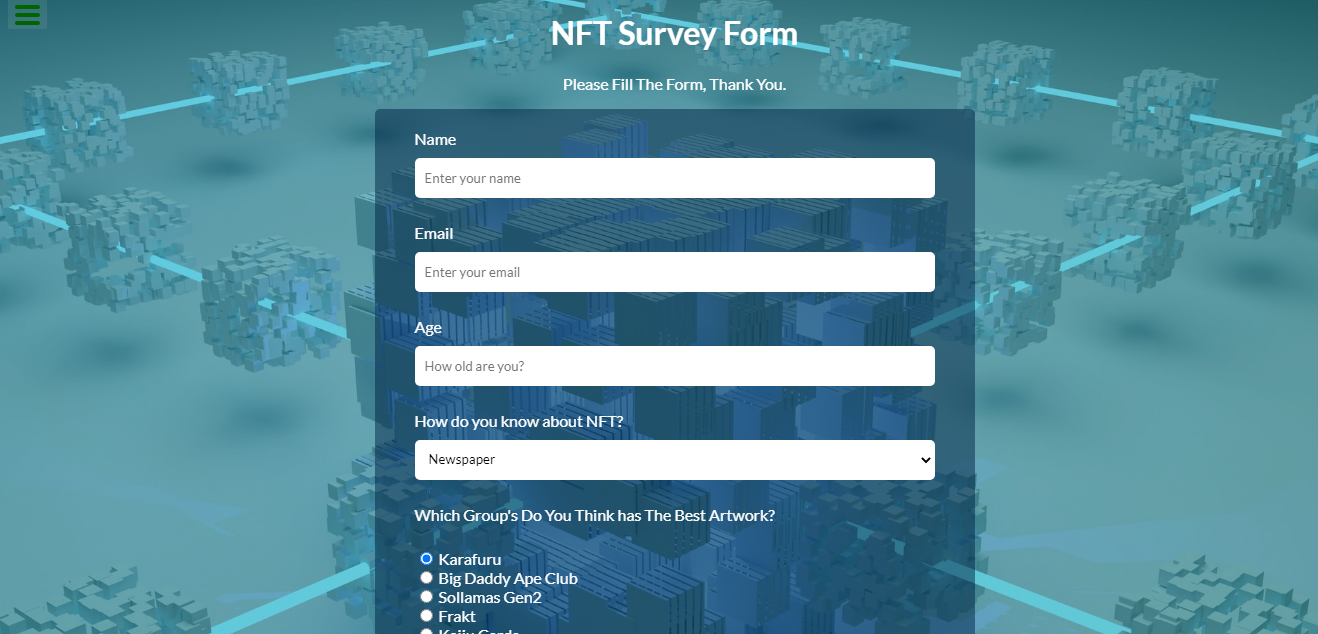 NFT Survey Form
Please Fill The Form, Thank You.
Name
Enter your name
Email
Enter your email
Age
How old are you?
How do you know about NFT?
Newspaper
Which Group's Do You Think has The Best Artwork?
Karafuru
Big Daddy Ape Club
Sollamas Gen2
Frakt